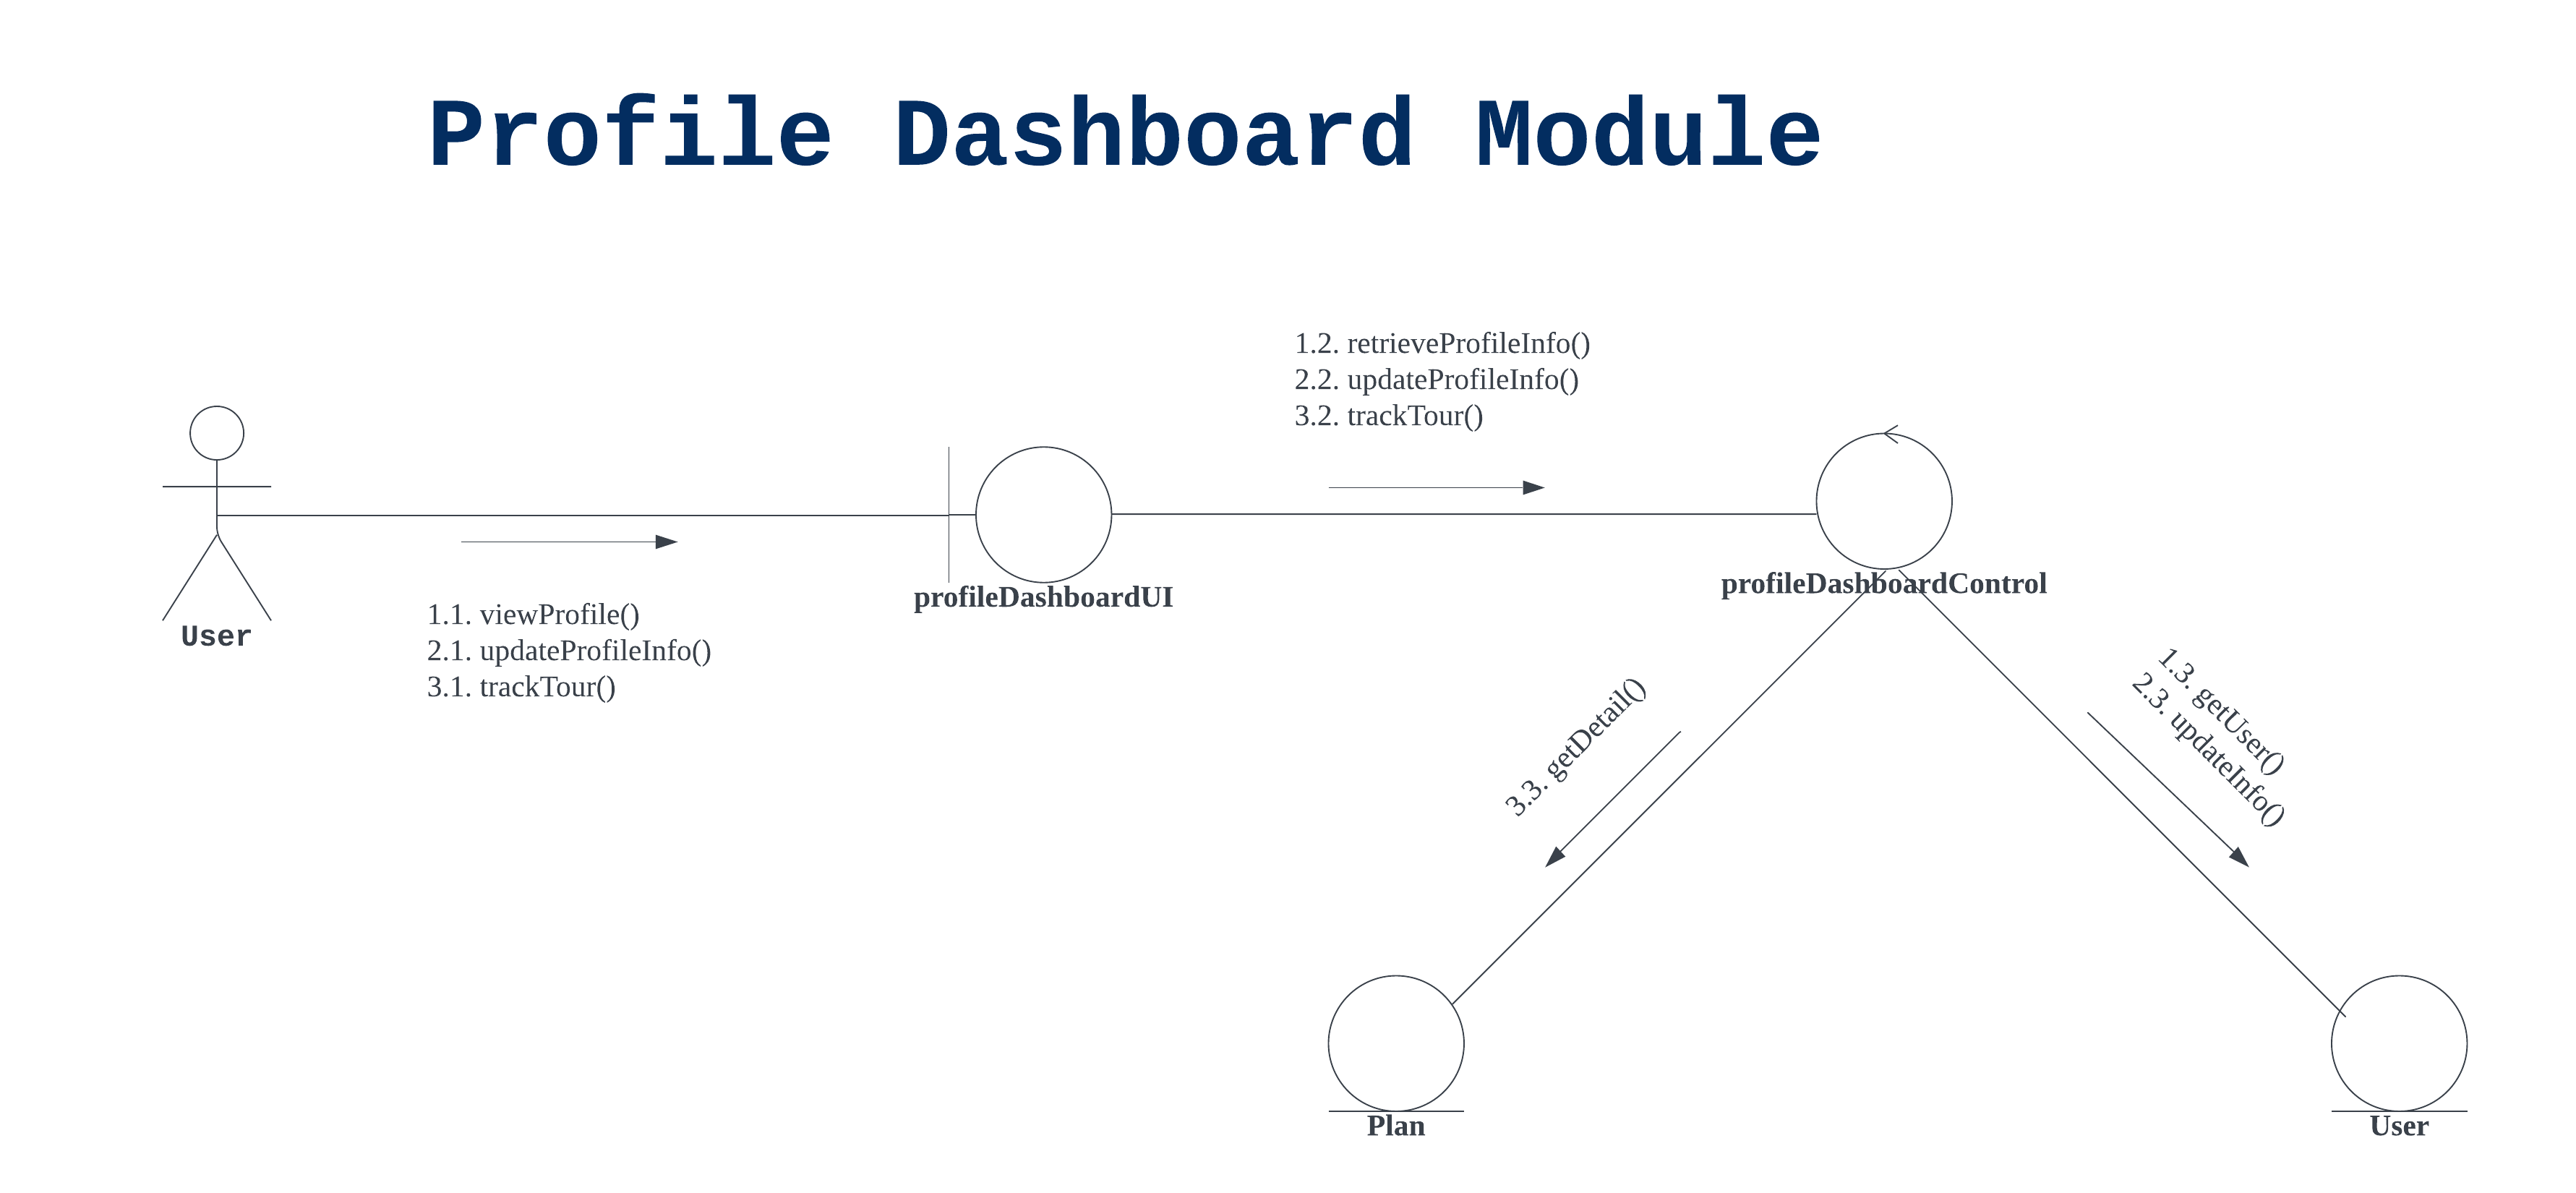 Profile Dashboard Module
1.2. retrieveProfileInfo()
2.2. updateProfileInfo()
3.2. trackTour()
profileDashboardUI
profileDashboardControl
User
1.1. viewProfile()
2.1. updateProfileInfo()
3.1. trackTour()
3.3. getDetail()
1.3. getUser()
2.3. updateInfo()
Plan
User